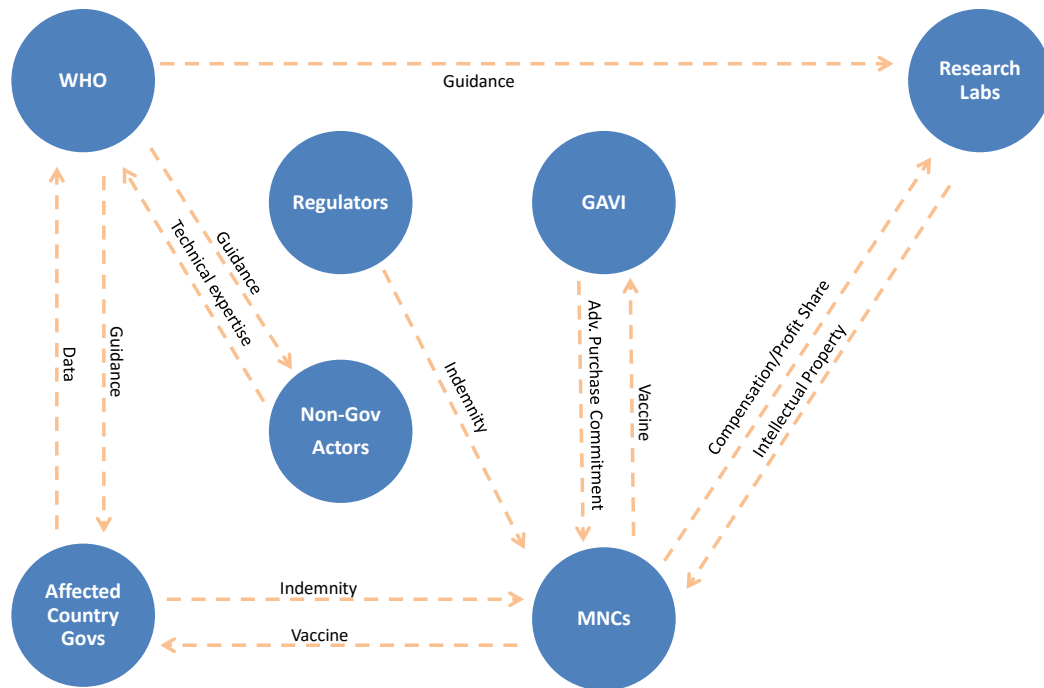 WHO
Guidance
Research
Labs
Regulators
GAVI
Guidance
Technical expertise
Data
Guidance
Indemnity
Adv. Purchase Commitment
Vaccine
Compensation/Profit Share
Intellectual Property
Non-Gov
Actors
Affected
Country
Govs
Indemnity
Vaccine
MNCs